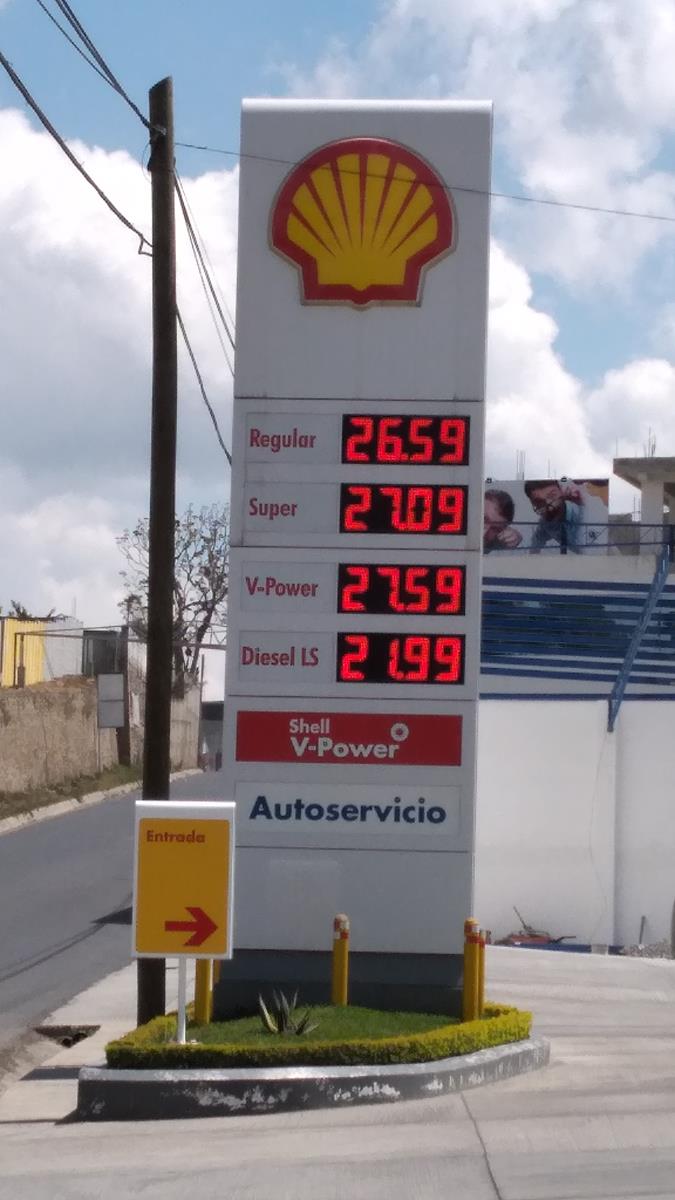 Regular 26.59
Super 27.09
V-Power 27.59
Diesel LS 21.99
Shell
V-Power
Autoservicio
Entrada